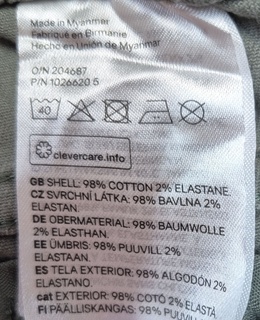 Made in Myanmar
Fabriqué en Birmanie
Hecho en Unión de Myanmar
O/N 204687
P/N 1026620 5
40
clevercare.info
GB SHELL: 98% COTTON 2% ELASTANE.
CZ SVRCHNÍ LÁTKA: 98% BAVLNA 2%
ELASTAN.
DE OBERMATERIAL: 98% BAUMWOLLE
2% ELASTHAN.
EE ÜMBRIS: 98% PUUVILL 2%
ELASTAAN.
ES TELA EXTERIOR: 98% ALGODÓN 2%
ELASTANO.
cat EXTERIOR: 98% COTÓ 2% ELASTÀ
FI PÄÄLLISKANGAS: 98% PUUVILLA